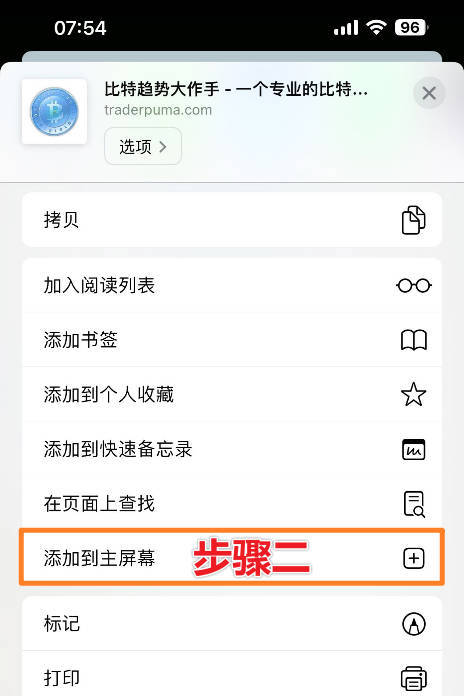 07:54
96
比特趋势大作手 - 一个专业的比特...
traderpuma.com
选项
拷贝
加入阅读列表
添加书签
添加到个人收藏
添加到快速备忘录
在页面上查找
添加到主屏幕 步骤二
标记
打印